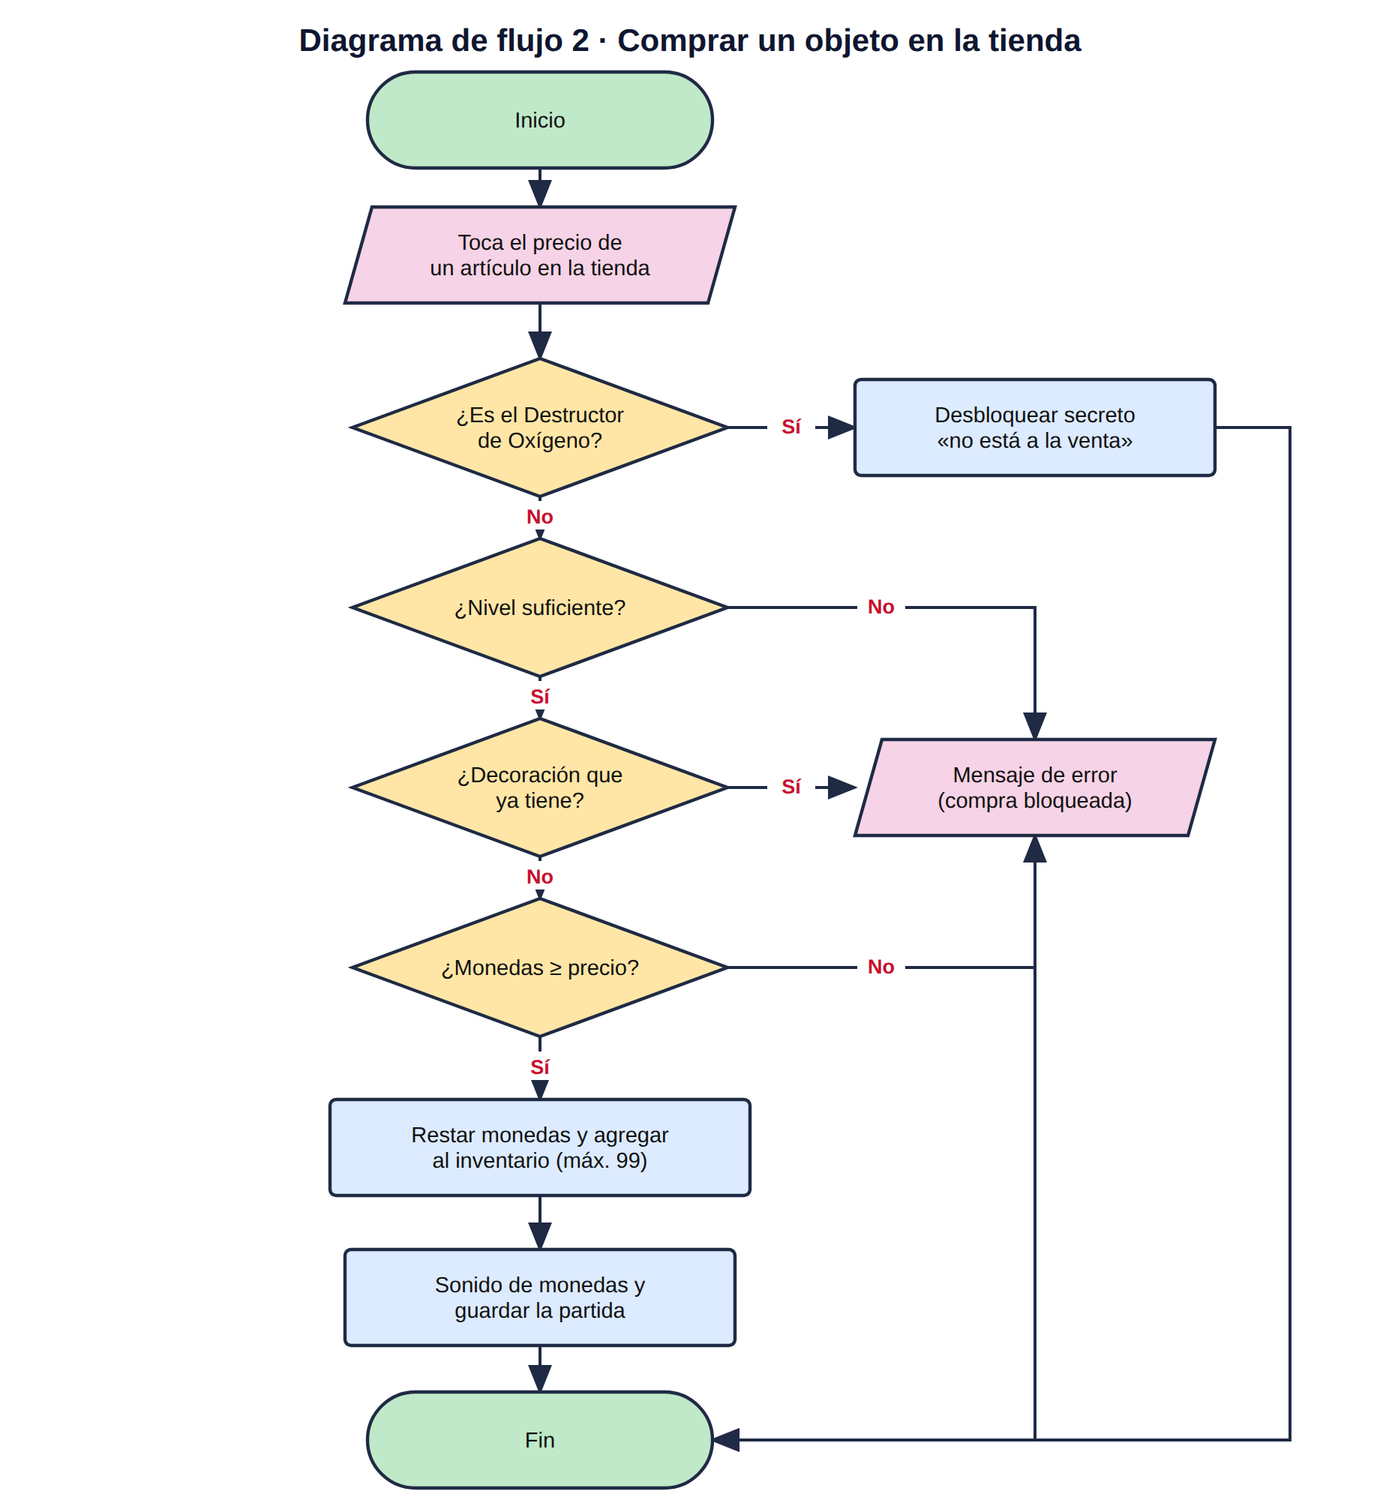 Diagrama de flujo 2 · Comprar un objeto en la tienda
Inicio
Toca el precio de
un artículo en la tienda
¿Es el Destructor
de Oxígeno?
Sí
Desbloquear secreto
«no está a la venta»
No
¿Nivel suficiente?
No
Sí
¿Decoración que
ya tiene?
Sí
Mensaje de error
(compra bloqueada)
No
¿Monedas ≥ precio?
No
Sí
Restar monedas y agregar
al inventario (máx. 99)
Sonido de monedas y
guardar la partida
Fin